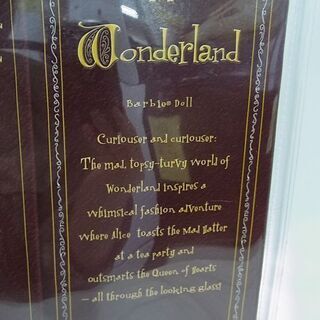 Wonderland
Barbie® Doll
Curiouser and curiouser:
The mad, topsy-turvy world of
Wonderland inspires a
whimsical fashion adventure
where Alice toasts the Mad Hatter
at a tea party and
outsmarts the Queen of Hearts
— all through the looking glass!